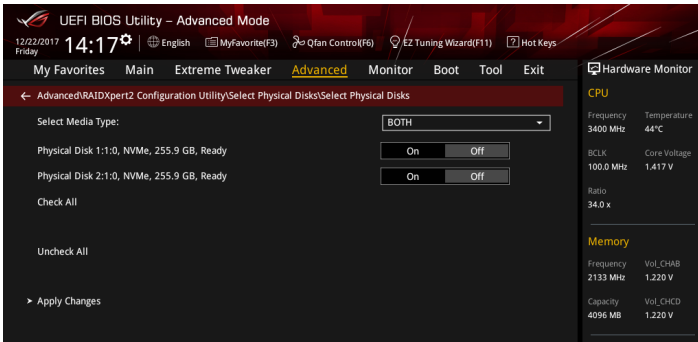 UEFI BIOS Utility – Advanced Mode
12/22/2017 Friday 14:17 English MyFavorite(F3) Qfan Control(F6) EZ Tuning Wizard(F11) ? Hot Keys
My Favorites Main Extreme Tweaker Advanced Monitor Boot Tool Exit
← Advanced\RAIDXpert2 Configuration Utility\Select Physical Disks\Select Physical Disks
Select Media Type: BOTH
Physical Disk 1:1:0, NVMe, 255.9 GB, Ready On Off
Physical Disk 2:1:0, NVMe, 255.9 GB, Ready On Off
Check All
Uncheck All
> Apply Changes
Hardware Monitor
CPU
Frequency Temperature
3400 MHz 44°C
BCLK Core Voltage
100.0 MHz 1.417 V
Ratio
34.0 x
Memory
Frequency Vol_CHAB
2133 MHz 1.220 V
Capacity Vol_CHCD
4096 MB 1.220 V